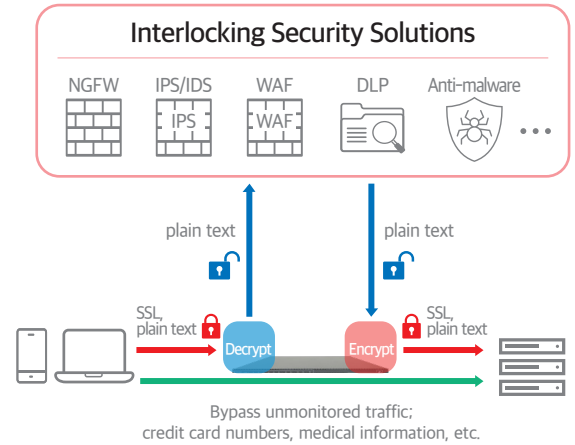 Interlocking Security Solutions
NGFW
IPS/IDS
WAF
DLP
Anti-malware
IPS
WAF
plain text
plain text
SSL,
plain text
SSL,
plain text
Decrypt
Encrypt
Bypass unmonitored traffic;
credit card numbers, medical information, etc.